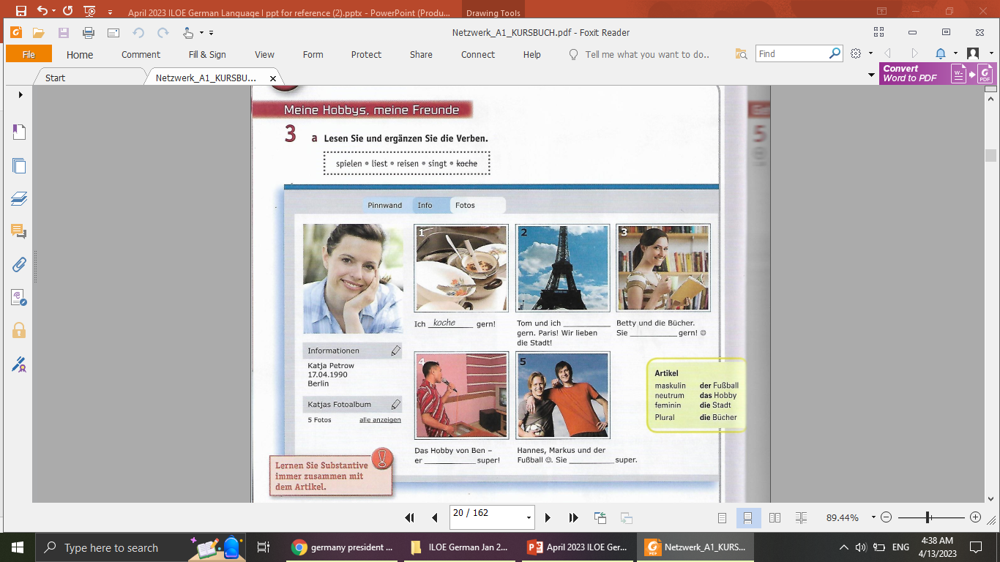 April 2023 ILOE German Language I ppt for reference (2).pptx - PowerPoint (Produ...
Drawing Tools
Netzwerk_A1_KURSBUCH.pdf - Foxit Reader
File Home Comment Fill & Sign View Form Protect Share Connect Help Tell me what you want to do.. Find
Start Netzwerk_A1_KURSBU...
Convert
Word to PDF
W- PDF
Meine Hobbys, meine Freunde
3 a Lesen Sie und ergänzen Sie die Verben.
5
spielen • liest • reisen • singt • koche
Pinnwand Info Fotos
1
2
3
Ich koche gern!
Tom und ich ___________
gern. Paris! Wir lieben
die Stadt!
Betty und die Bücher.
Sie ___________ gern! ☺
Informationen
Katja Petrow
17.04.1990
Berlin
Katjas Fotoalbum
5 Fotos alle anzeigen
4
5
Das Hobby von Ben –
er ____________ super!
Hannes, Markus und der
Fußball ☺. Sie __________ super.
Artikel
maskulin der Fußball
neutrum das Hobby
feminin die Stadt
Plural die Bücher
Lernen Sie Substantive
immer zusammen mit
dem Artikel.
!
20 / 162
89.44%
Type here to search
germany president ...
ILOE German Jan 2...
April 2023 ILOE Ger...
Netzwerk_A1_KURS...
ENG
4:38 AM
4/13/2023